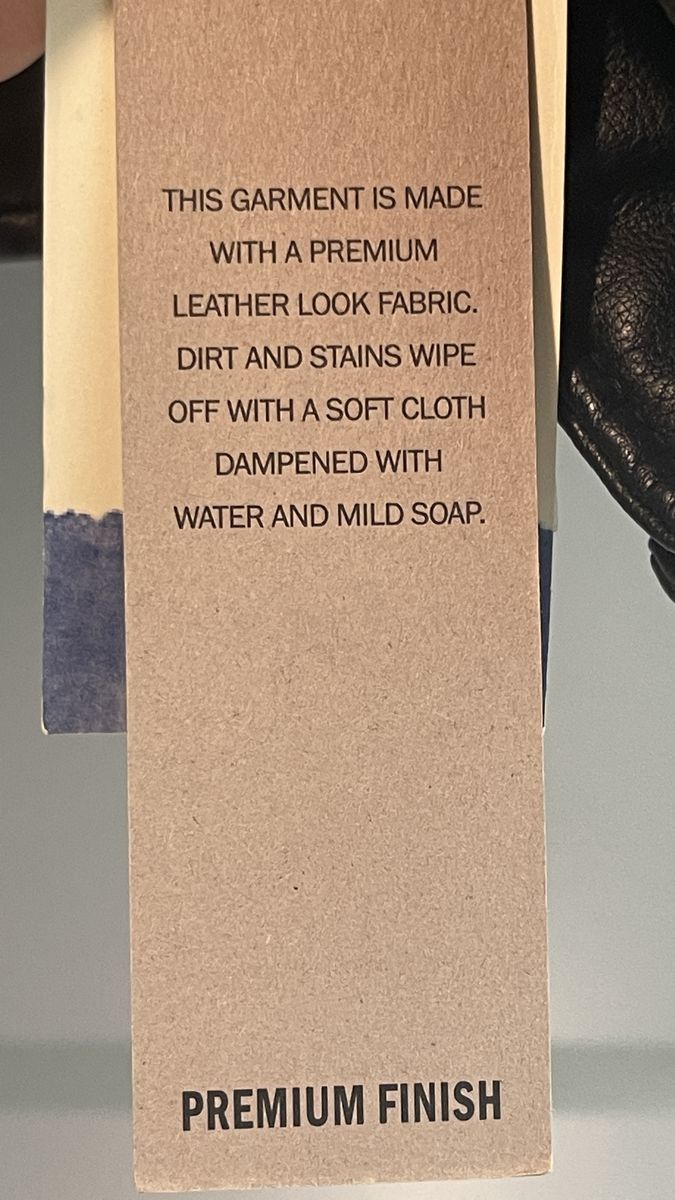 THIS GARMENT IS MADE
WITH A PREMIUM
LEATHER LOOK FABRIC.
DIRT AND STAINS WIPE
OFF WITH A SOFT CLOTH
DAMPENED WITH
WATER AND MILD SOAP.
PREMIUM FINISH